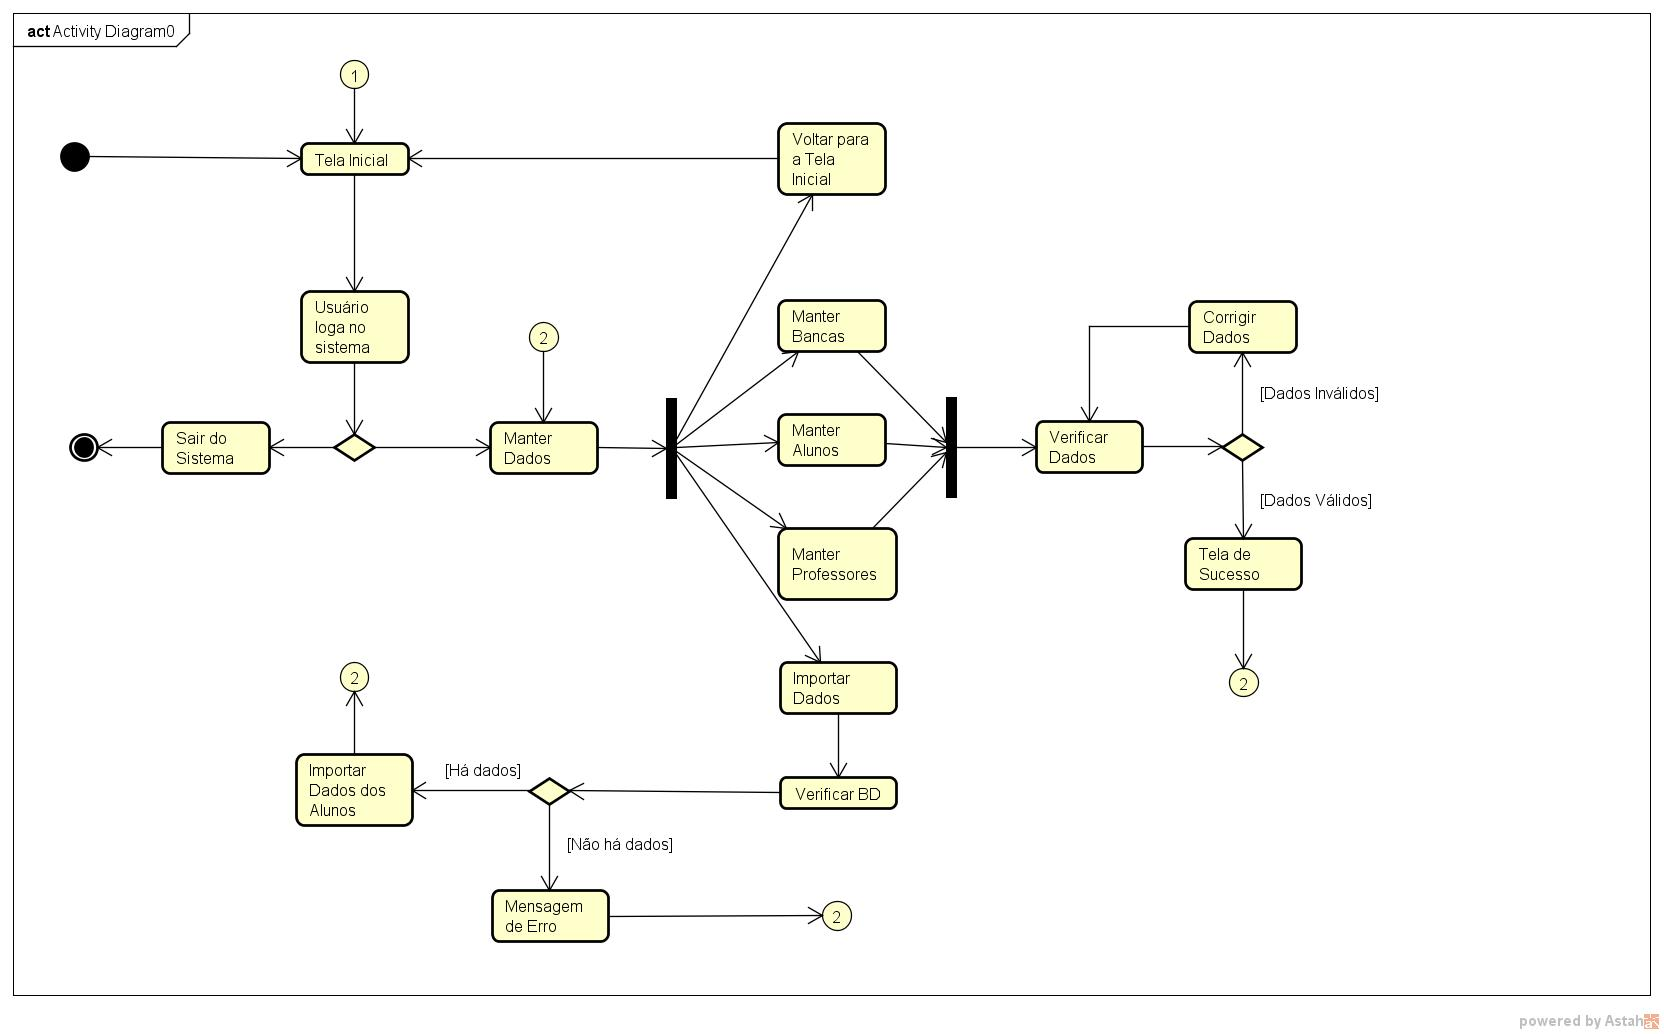 act Activity Diagram0
1
Tela Inicial
Voltar para
a Tela
Inicial
Usuário
loga no
sistema
2
Manter
Bancas
Corrigir
Dados
[Dados Inválidos]
Sair do
Sistema
Manter
Dados
Manter
Alunos
Verificar
Dados
[Dados Válidos]
Manter
Professores
Tela de
Sucesso
2
Importar
Dados
2
Importar
Dados dos
Alunos
[Há dados]
Verificar BD
[Não há dados]
Mensagem
de Erro
2
powered by Astah